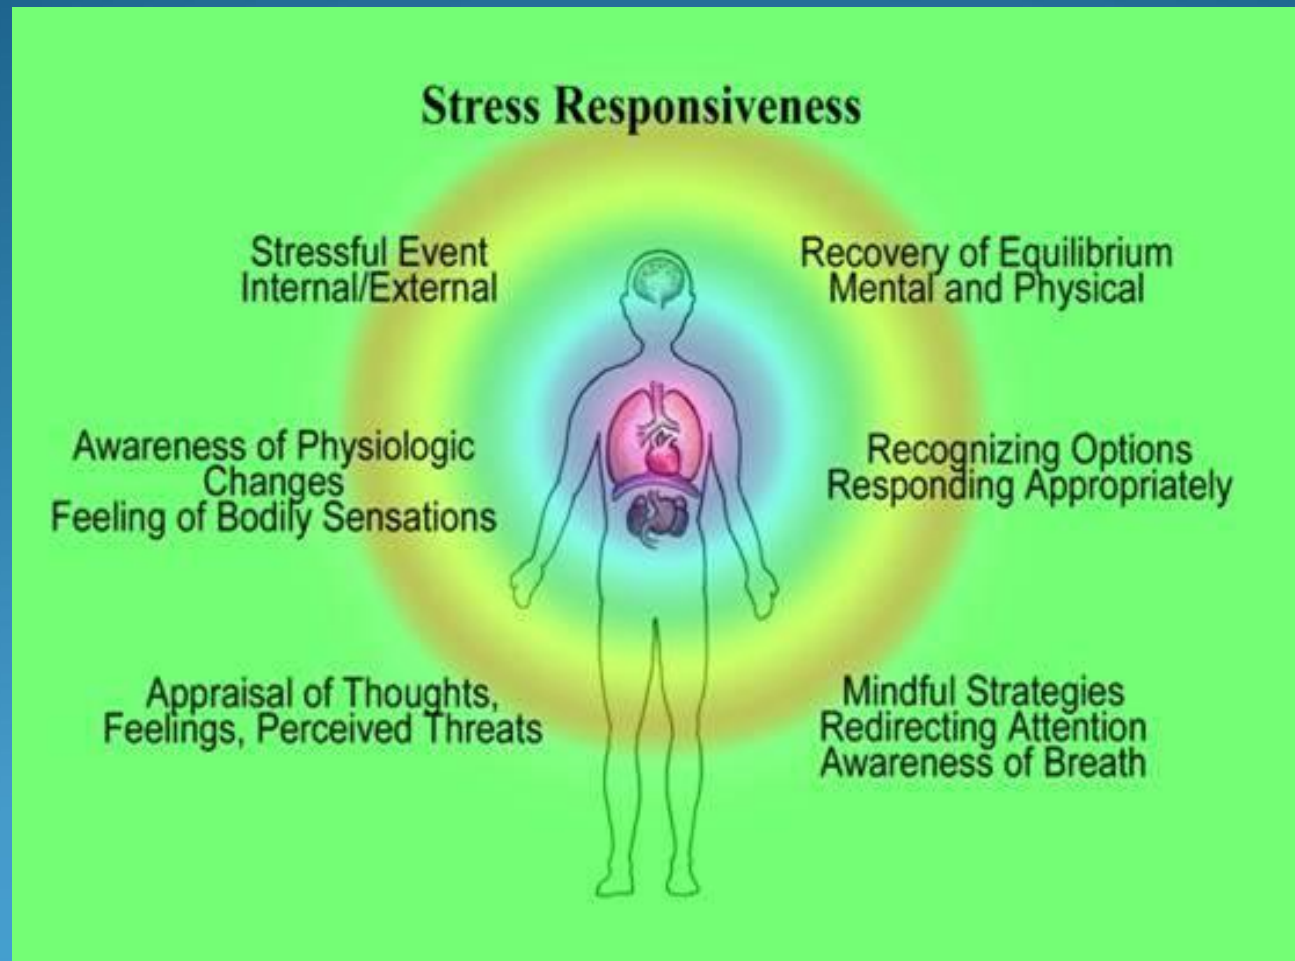 Stress Responsiveness
Stressful Event
Internal/External
Awareness of Physiologic
Changes
Feeling of Bodily Sensations
Appraisal of Thoughts,
Feelings, Perceived Threats
Recovery of Equilibrium
Mental and Physical
Recognizing Options
Responding Appropriately
Mindful Strategies
Redirecting Attention
Awareness of Breath